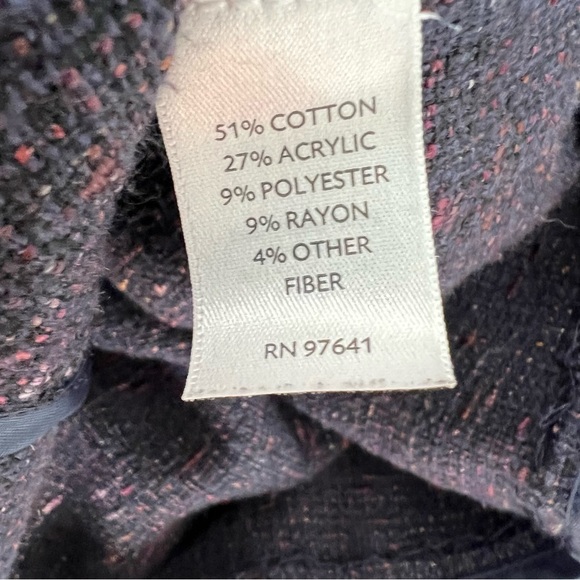 51% COTTON
27% ACRYLIC
9% POLYESTER
9% RAYON
4% OTHER
FIBER
RN 97641